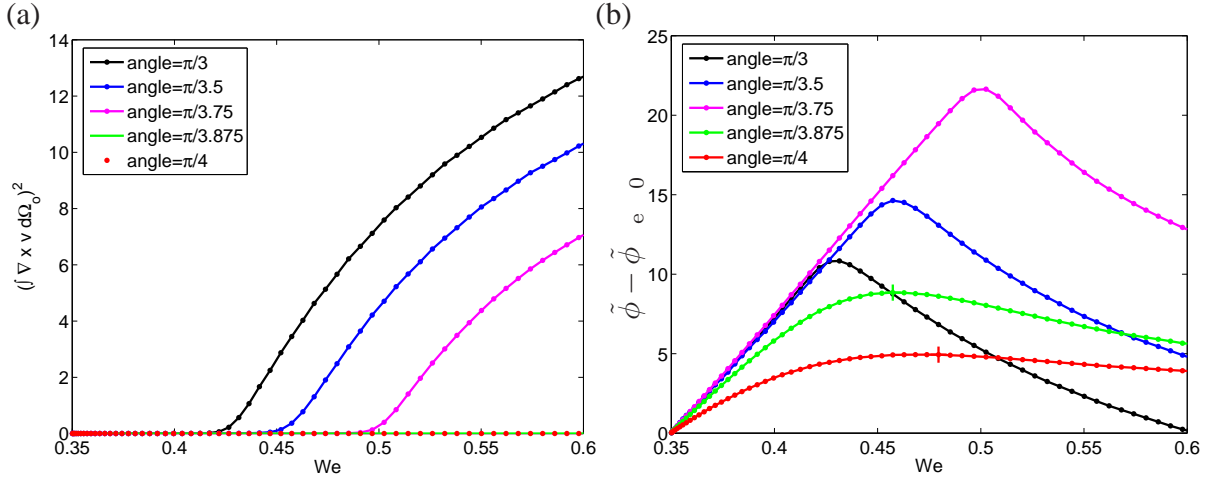 (a)
14
12
10
8
6
4
2
0
0.35 0.4 0.45 0.5 0.55 0.6
We
(∫ ∇ x v dΩ₀)²
angle=π/3
angle=π/3.5
angle=π/3.75
angle=π/3.875
angle=π/4
(b)
25
20
15
10
5
0
0.35 0.4 0.45 0.5 0.55 0.6
We
ϕ̃ − ϕ̃ e 0
angle=π/3
angle=π/3.5
angle=π/3.75
angle=π/3.875
angle=π/4